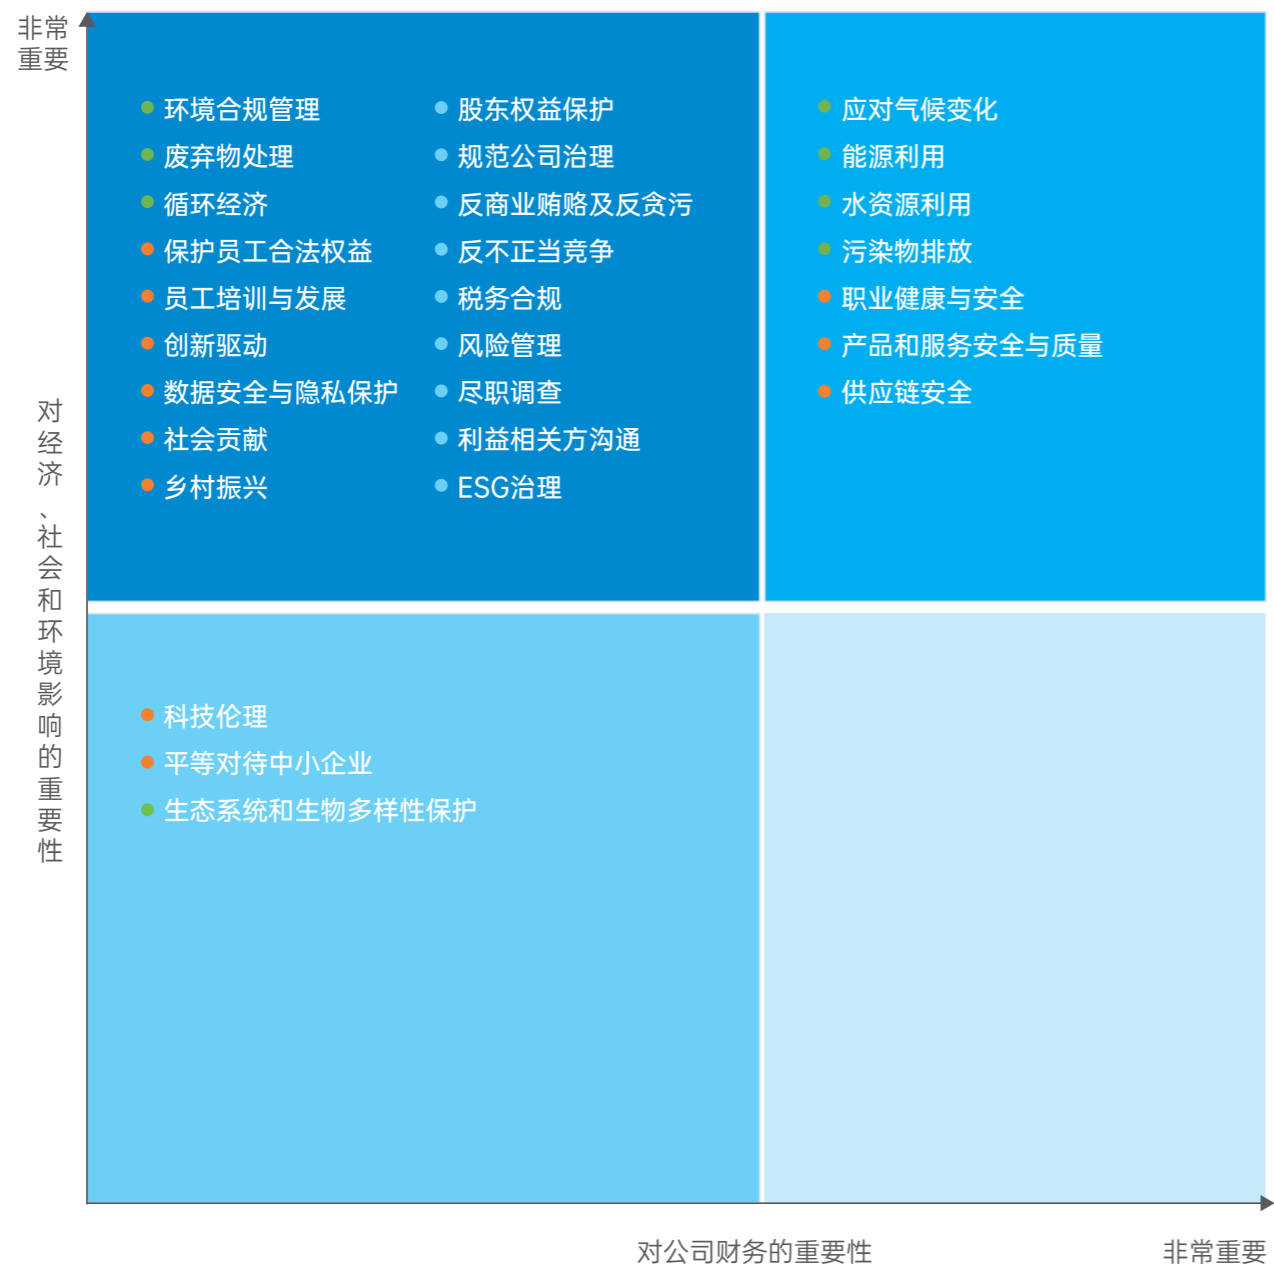 非常
重要
环境合规管理
废弃物处理
循环经济
保护员工合法权益
员工培训与发展
创新驱动
数据安全与隐私保护
社会贡献
乡村振兴
股东权益保护
规范公司治理
反商业贿赂及反贪污
反不正当竞争
税务合规
风险管理
尽职调查
利益相关方沟通
ESG治理
应对气候变化
能源利用
水资源利用
污染物排放
职业健康与安全
产品和服务安全与质量
供应链安全
对经济、社会和环境影响的重要性
科技伦理
平等对待中小企业
生态系统和生物多样性保护
对公司财务的重要性
非常重要